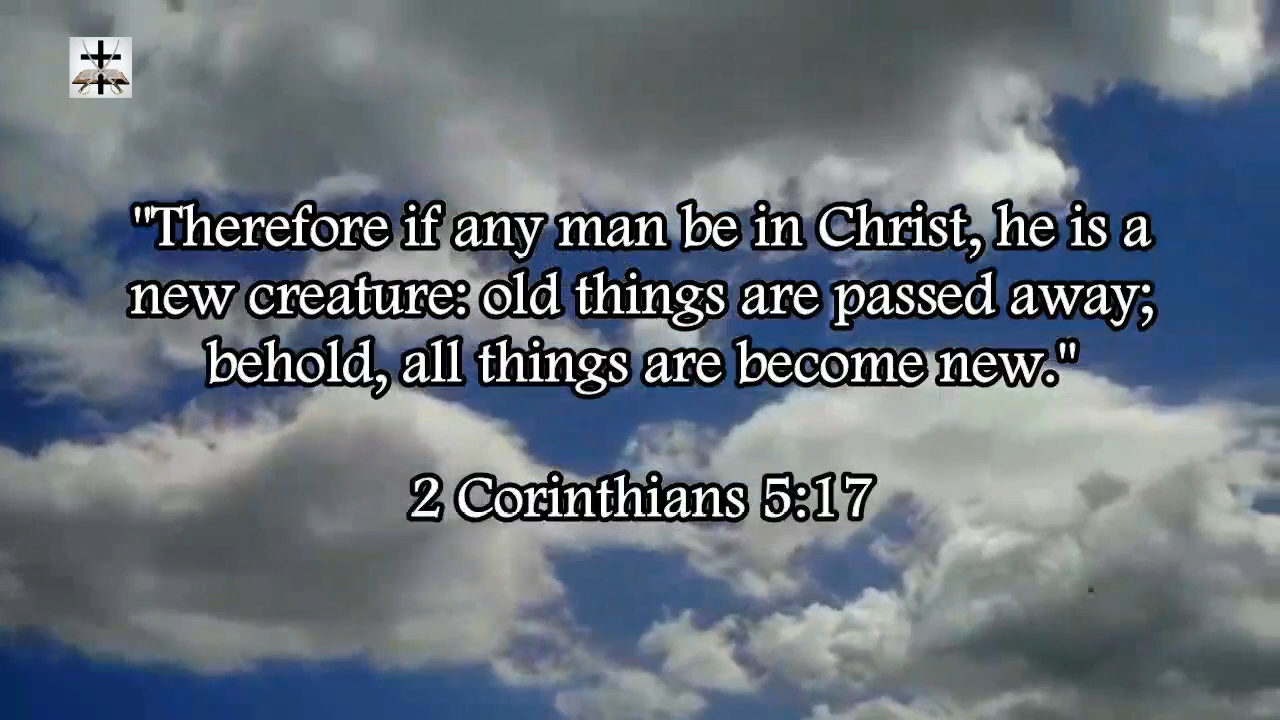 "Therefore if any man be in Christ, he is a
new creature: old things are passed away;
behold, all things are become new."
2 Corinthians 5:17